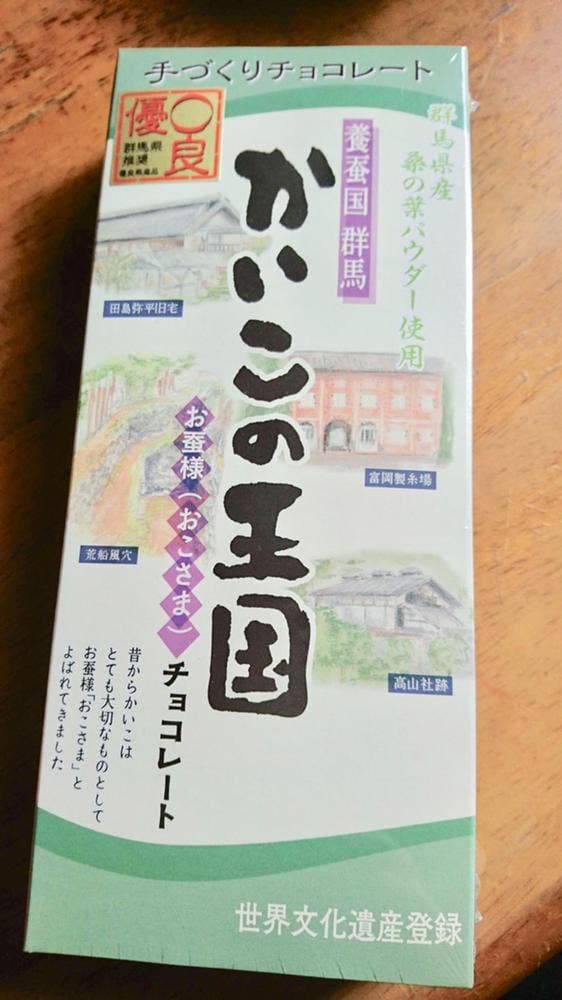 手づくりチョコレート
優〇良
群馬県
推奨
優良県産品
群馬県産
桑の葉パウダー使用
養蚕国 群馬
かいこの王国
田島弥平旧宅
富岡製糸場
お蚕様(おこさま)
チョコレート
荒船風穴
高山社跡
昔からかいこは
とても大切なものとして
お蚕様「おこさま」と
よばれてきました
世界文化遺産登録